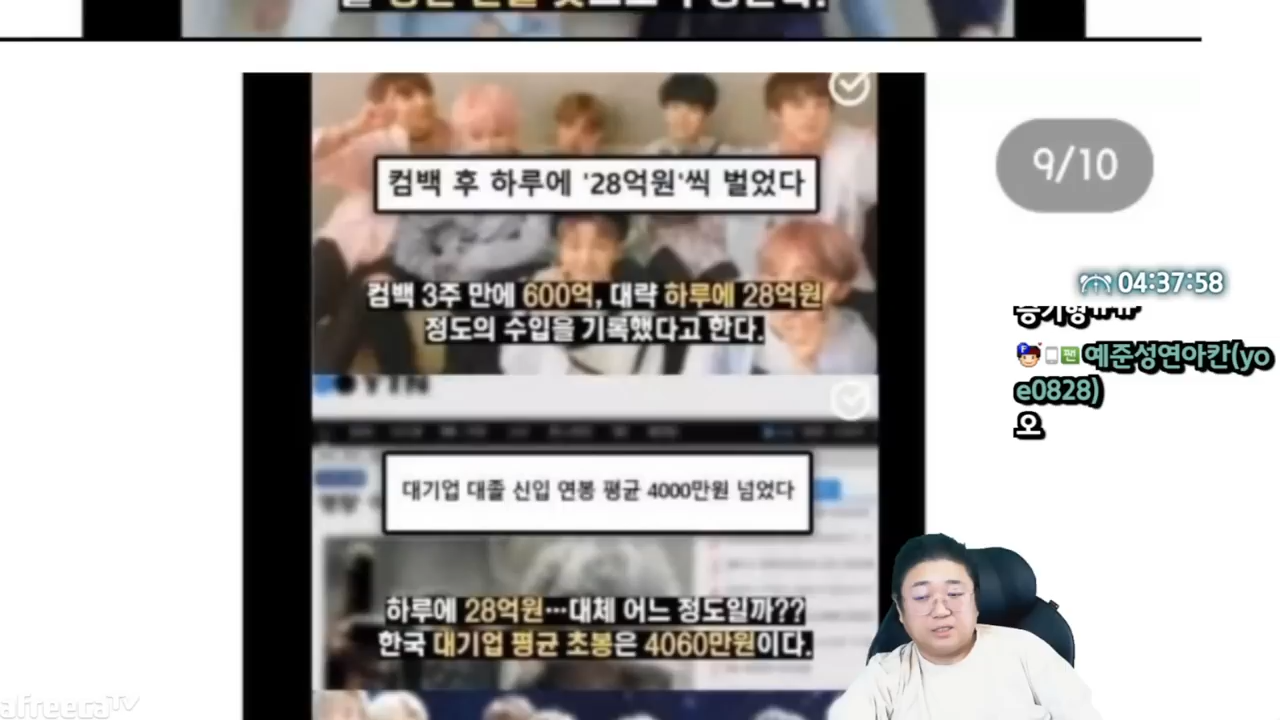 컴백 후 하루에 '28억원'씩 벌었다
9/10
컴백 3주 만에 600억, 대략 하루에 28억원
정도의 수입을 기록했다고 한다.
04:37:58
예준성연아칸(yo
e0828)
오
대기업 대졸 신입 연봉 평균 4000만원 넘었다
하루에 28억원…대체 어느 정도일까??
한국 대기업 평균 초봉은 4060만원이다.
afreecaTV